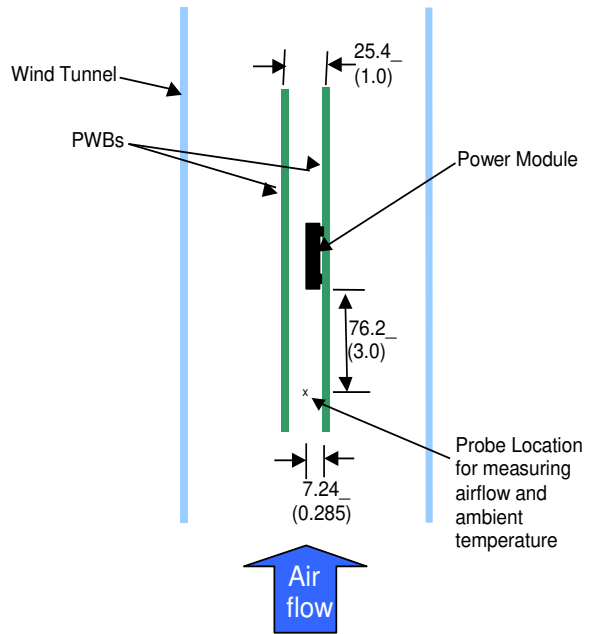 25.4_
(1.0)
Wind Tunnel
PWBs
Power Module
76.2_
(3.0)
x
Probe Location
for measuring
airflow and
ambient
temperature
7.24_
(0.285)
Air
flow